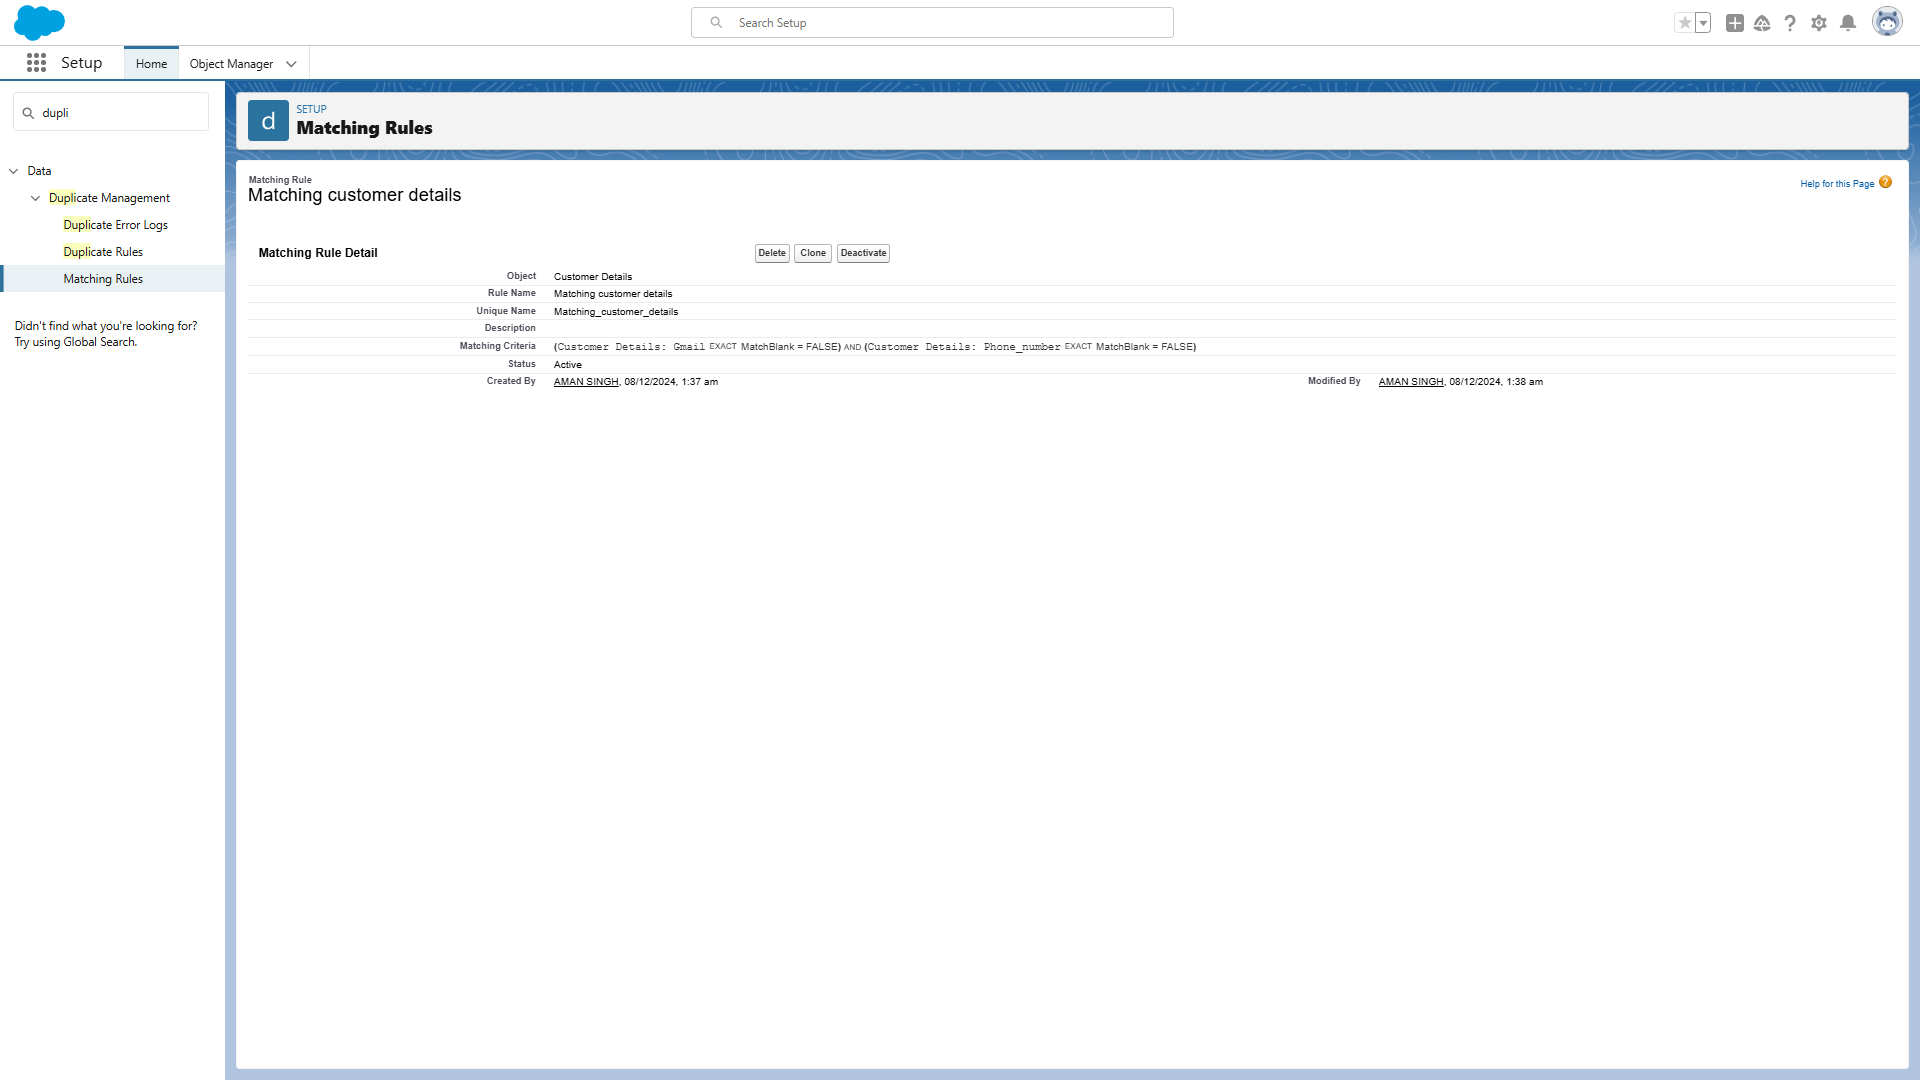 Search Setup
Setup
Home
Object Manager
dupli
Data
Duplicate Management
Duplicate Error Logs
Duplicate Rules
Matching Rules
Didn't find what you're looking for?
Try using Global Search.
d
SETUP
Matching Rules
Matching Rule
Matching customer details
Help for this Page ?
Matching Rule Detail
Delete Clone Deactivate
Object Customer Details
Rule Name Matching customer details
Unique Name Matching_customer_details
Description
Matching Criteria (Customer Details: Gmail EXACT MatchBlank = FALSE) AND (Customer Details: Phone_number EXACT MatchBlank = FALSE)
Status Active
Created By AMAN SINGH, 08/12/2024, 1:37 am Modified By AMAN SINGH, 08/12/2024, 1:38 am